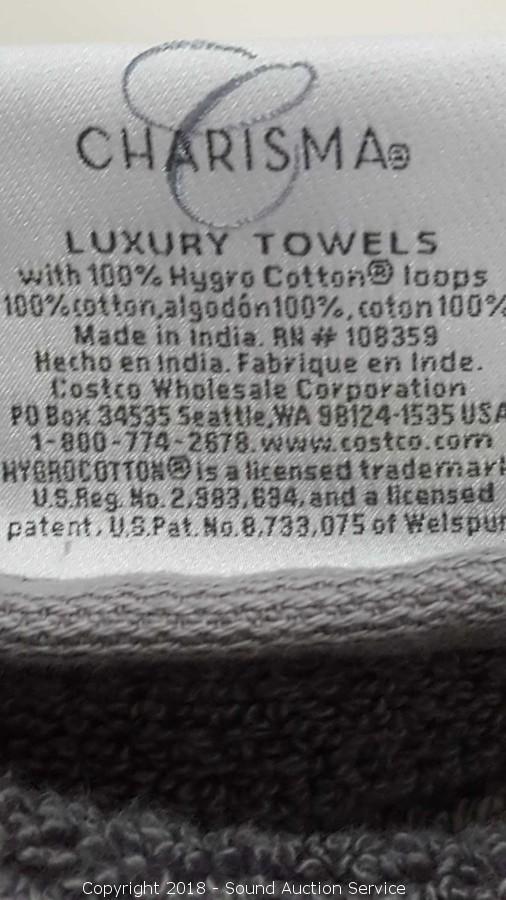 C
CHARISMA®
LUXURY TOWELS
with 100% Hygro Cotton® loops
100%cotton,algodón100%, coton 100%
Made in India. RN # 108359
Hecho en India. Fabrique en Inde.
Costco Wholesale Corporation
PO Box 34535 Seattle,WA 98124-1535 USA
1-800-774-2678. www.costco.com
HYGROCOTTON® is a licensed trademark
U.S.Reg. No. 2,983,694, and a licensed
patent, U.S.Pat. No.8,733,075 of Welspun
Copyright 2018 - Sound Auction Service